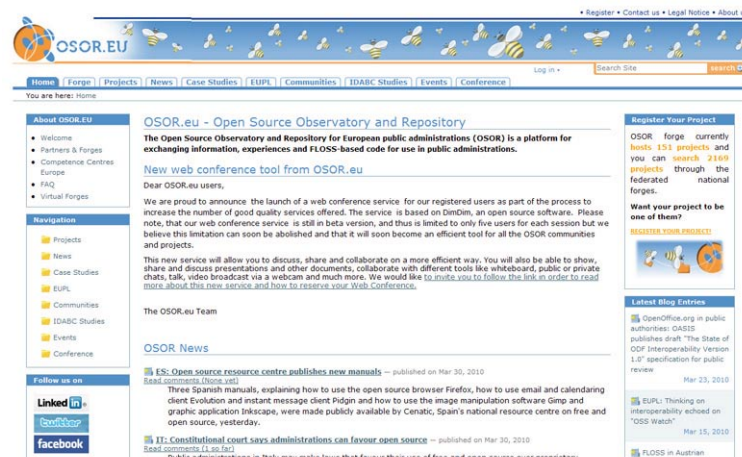 • Register • Contact us • Legal Notice • About
OSOR.EU
Log in •
Search Site
search
Home
Forge
Projects
News
Case Studies
EUPL
Communities
IDABC Studies
Events
Conference
You are here: Home
About OSOR.EU
• Welcome
• Partners & Forges
• Competence Centres
Europe
• FAQ
• Virtual Forges
Navigation
Projects
News
Case Studies
EUPL
Communities
IDABC Studies
Events
Conference
Follow us on
Linked in
twitter
facebook
OSOR.eu - Open Source Observatory and Repository
The Open Source Observatory and Repository for European public administrations (OSOR) is a platform for
exchanging information, experiences and FLOSS-based code for use in public administrations.
New web conference tool from OSOR.eu
Dear OSOR.eu users,
We are proud to announce the launch of a web conference service for our registered users as part of the process to
increase the number of good quality services offered. The service is based on DimDim, an open source software. Please
note, that our web conference service is still in beta version, and thus is limited to only five users for each session but we
believe this limitation can soon be abolished and that it will soon become an efficient tool for all the OSOR communities
and projects.
This new service will allow you to discuss, share and collaborate on a more efficient way. You will also be able to show,
share and discuss presentations and other documents, collaborate with different tools like whiteboard, public or private
chats, talk, video broadcast via a webcam and much more. We would like to invite you to follow the link in order to read
more about this new service and how to reserve your Web Conference.
The OSOR.eu Team
OSOR News
ES: Open source resource centre publishes new manuals — published on Mar 30, 2010
Read comments (None yet)
Three Spanish manuals, explaining how to use the open source browser Firefox, how to use email and calendaring
client Evolution and instant message client Pidgin and how to use the image manipulation software Gimp and
graphic application Inkscape, were made publicly available by Cenatic, Spain's national resource centre on free and
open source, yesterday.
IT: Constitutional court says administrations can favour open source — published on Mar 30, 2010
Read comments (1 so far)
Public administrations in Italy may make laws that favour their use of free and open source over proprietary
Register Your Project
OSOR forge currently
hosts 151 projects and
you can search 2169
projects through the
federated national
forges.
Want your project to be
one of them?
REGISTER YOUR PROJECT!
Latest Blog Entries
OpenOffice.org in public
authorities: OASIS
publishes draft "The State of
ODF Interoperability Version
1.0" specification for public
review
Mar 23, 2010
EUPL: Thinking on
interoperability echoed on
"OSS Watch"
Mar 15, 2010
FLOSS in Austrian